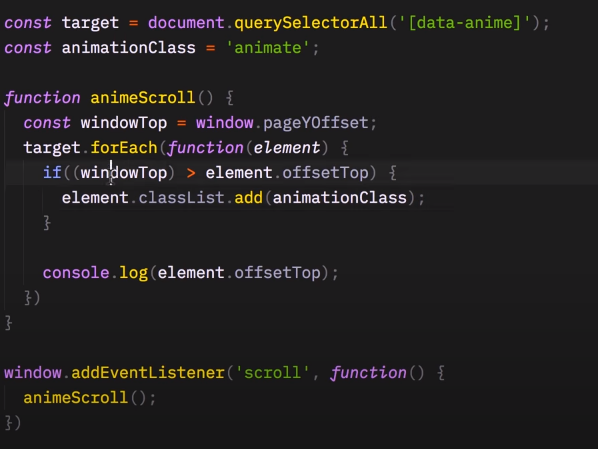 const target = document.querySelectorAll('[data-anime]');
const animationClass = 'animate';

function animeScroll() {
  const windowTop = window.pageYOffset;
  target.forEach(function(element) {
    if((windowTop) > element.offsetTop) {
      element.classList.add(animationClass);
    }

    console.log(element.offsetTop);
  })
}

window.addEventListener('scroll', function() {
  animeScroll();
})